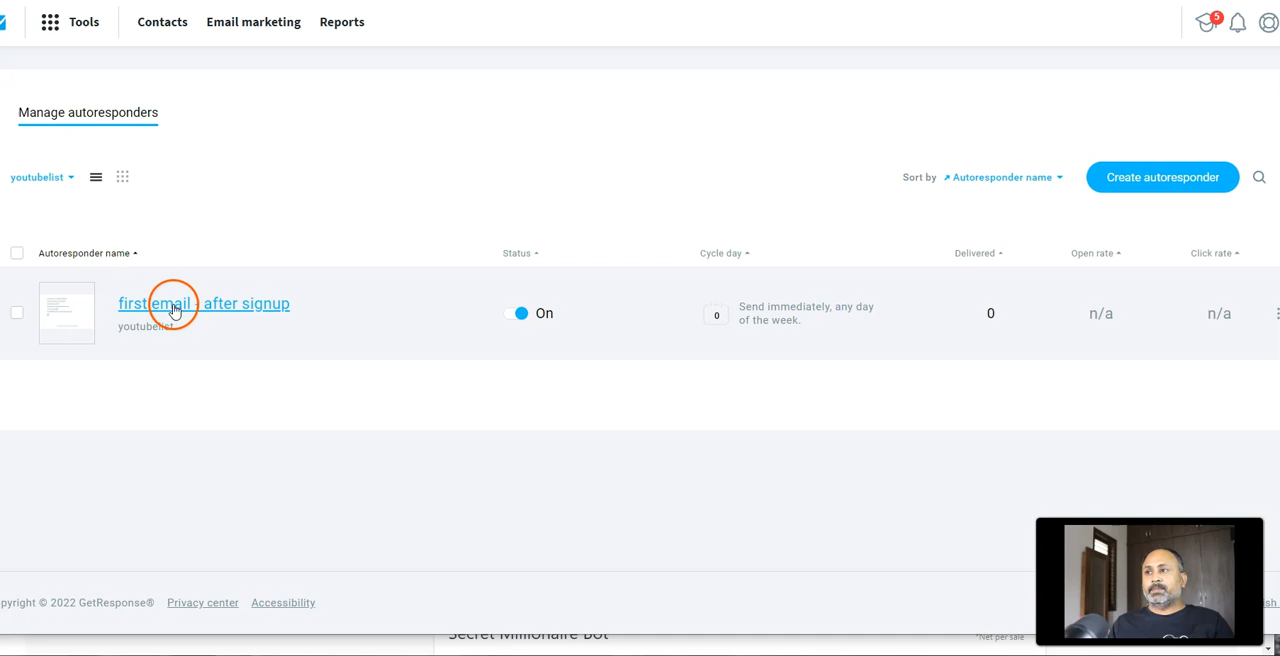 Tools Contacts Email marketing Reports 5
Manage autoresponders
youtubelist Sort by Autoresponder name Create autoresponder
Autoresponder name Status Cycle day Delivered Open rate Click rate
first email - after signup
youtubelist
On
0
Send immediately, any day
of the week.
0 n/a n/a
pyright © 2022 GetResponse® Privacy center Accessibility
Secret Millionaire Bot *Net per sale